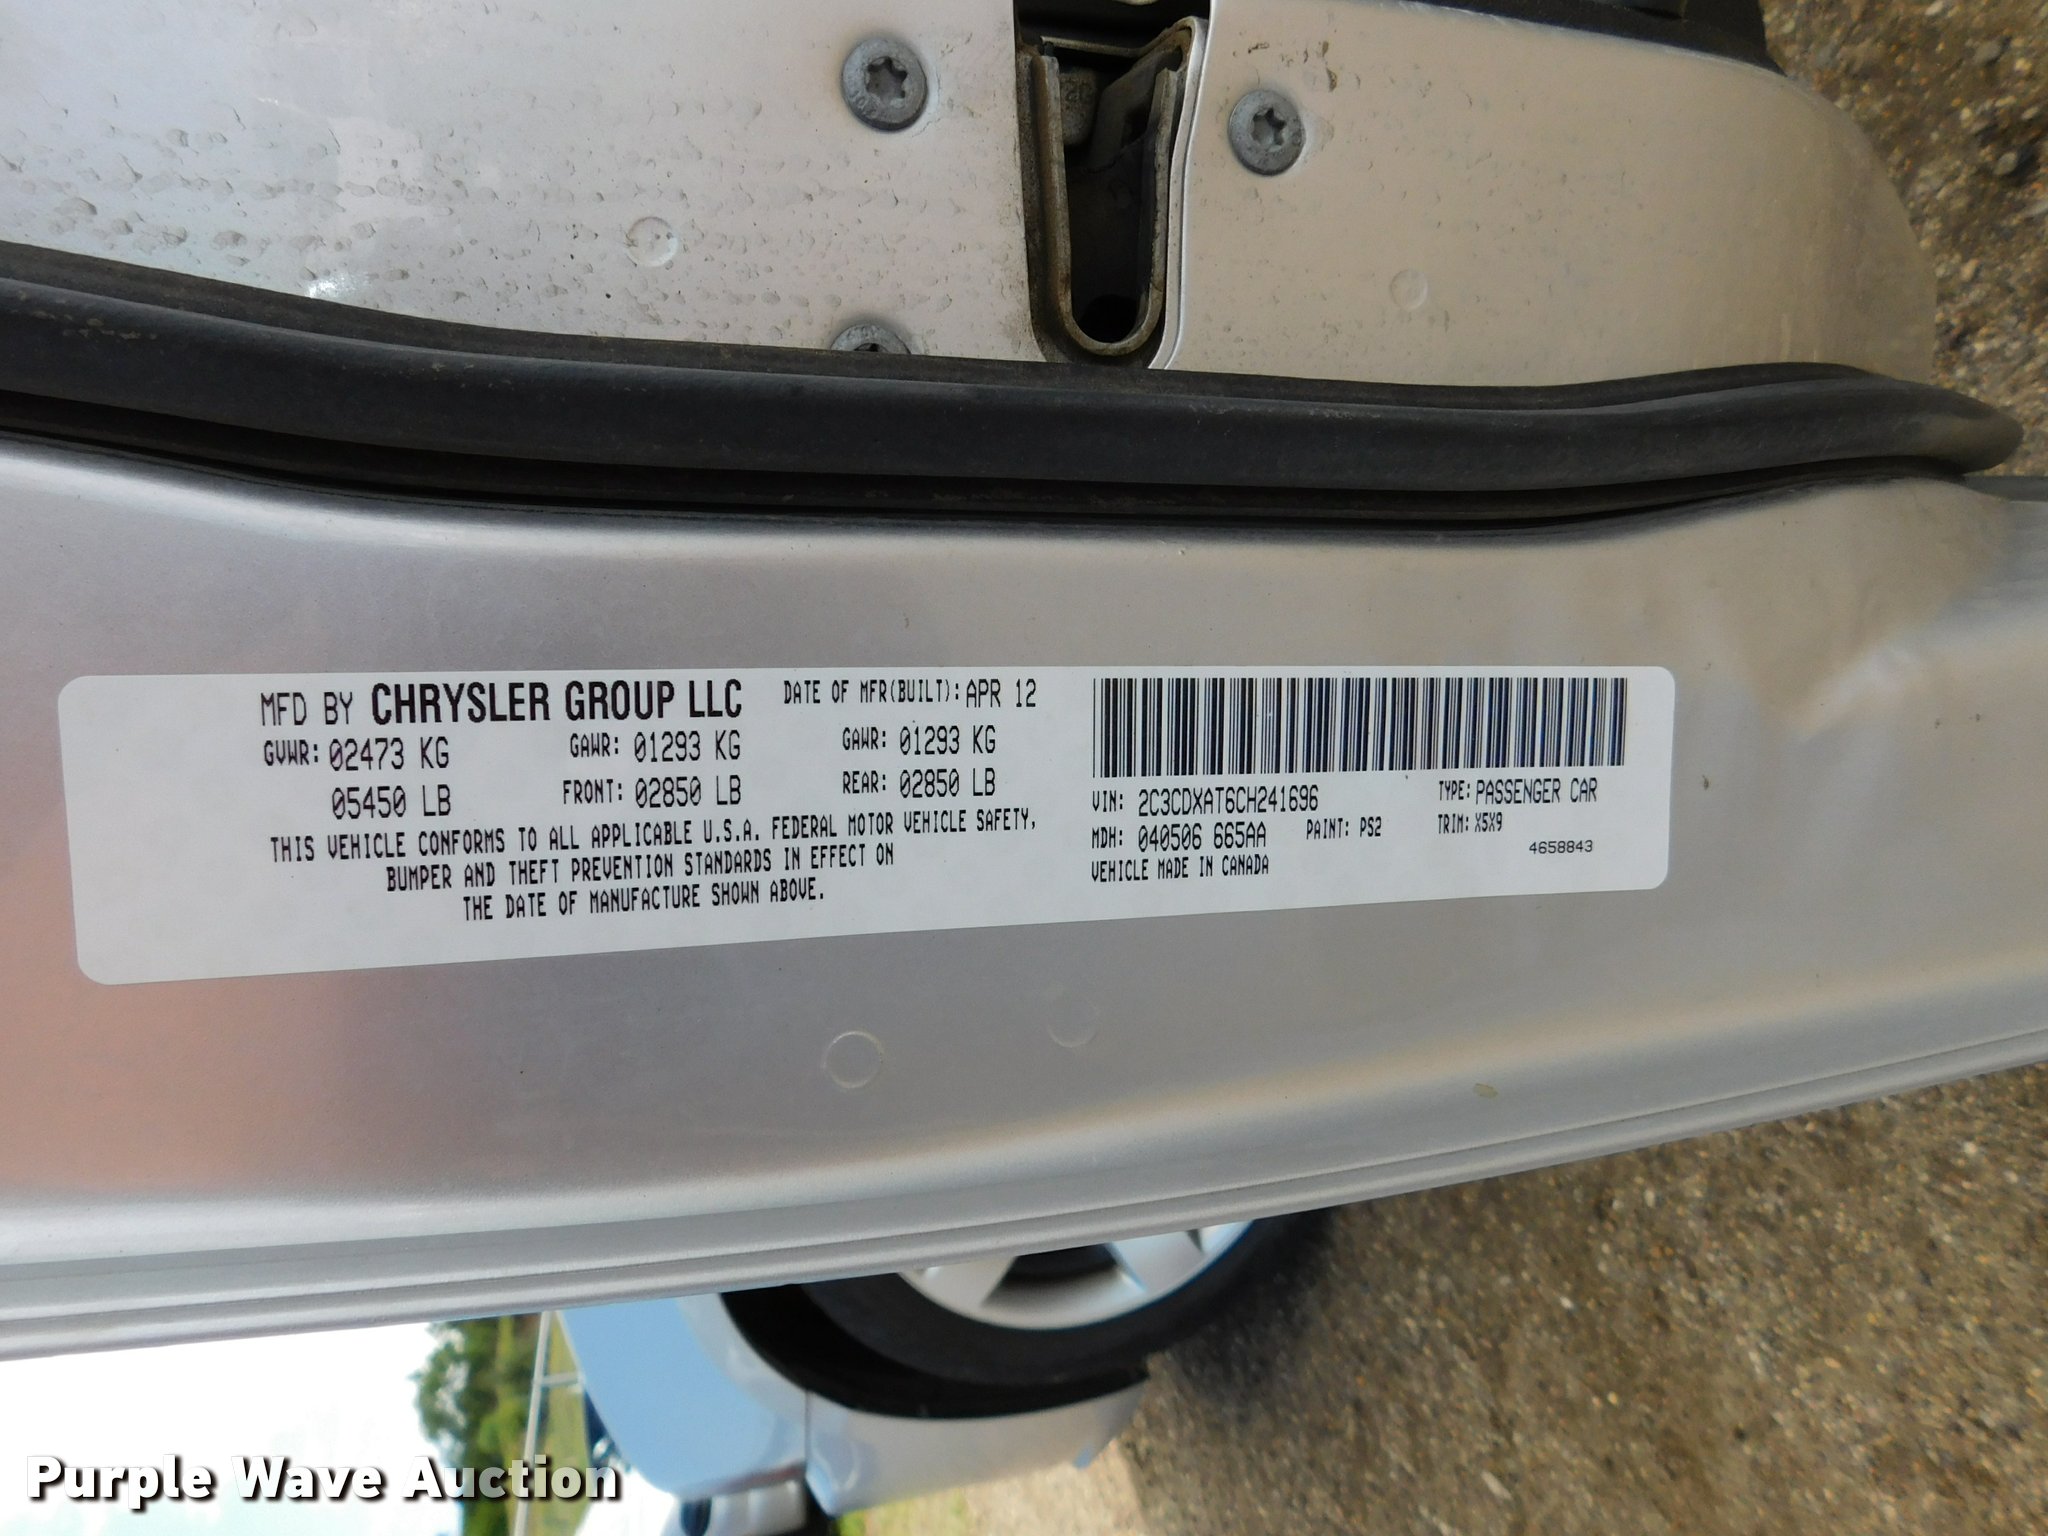 MFD BY CHRYSLER GROUP LLC DATE OF MFR(BUILT): APR 12
GVWR: 02473 KG GAWR: 01293 KG GAWR: 01293 KG
05450 LB FRONT: 02850 LB REAR: 02850 LB
THIS VEHICLE CONFORMS TO ALL APPLICABLE U.S.A. FEDERAL MOTOR VEHICLE SAFETY,
BUMPER AND THEFT PREVENTION STANDARDS IN EFFECT ON
THE DATE OF MANUFACTURE SHOWN ABOVE.
VIN: 2C3CDXAT6CH241696 TYPE: PASSENGER CAR
MDH: 040506 665AA PAINT: PS2 TRIM: X5X9
VEHICLE MADE IN CANADA 4658843
Purple Wave Auction